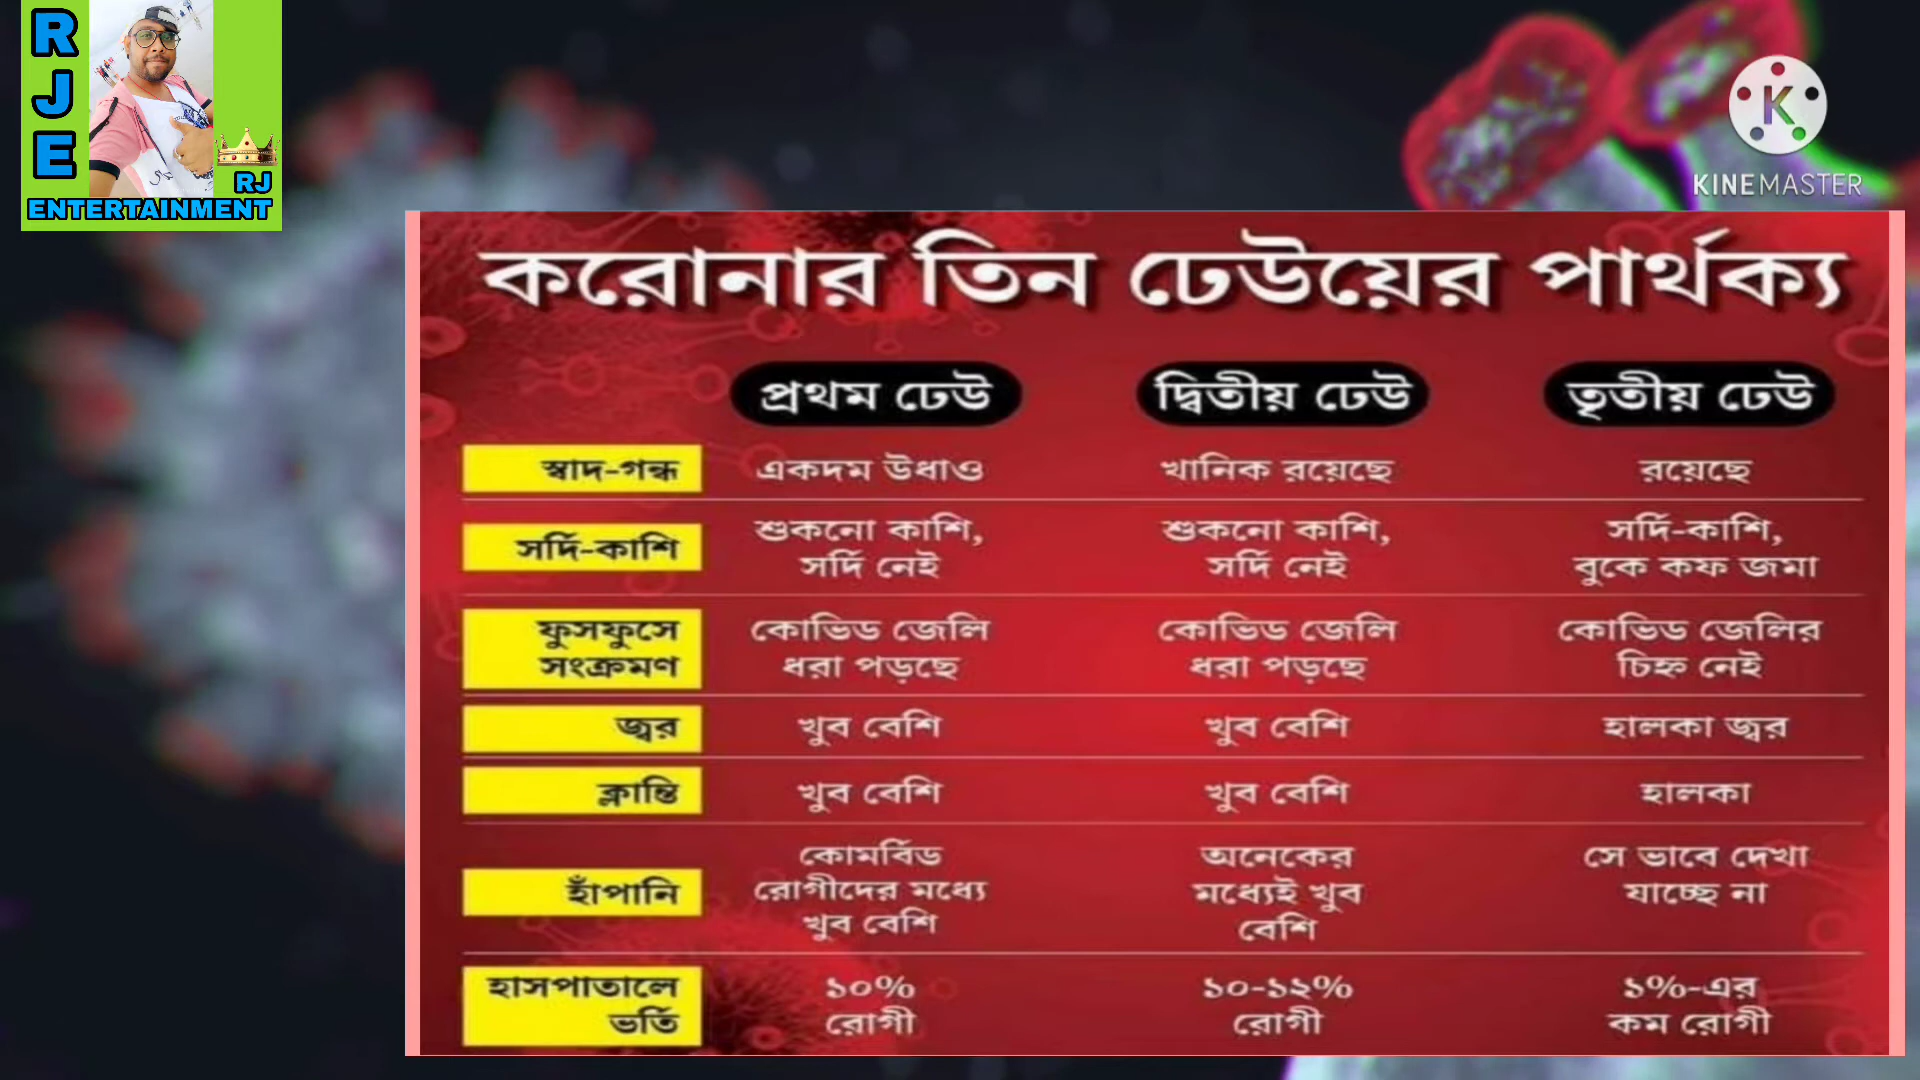 R
J
E
RJ
ENTERTAINMENT
K
KINEMASTER
করোনার তিন ঢেউয়ের পার্থক্য
প্রথম ঢেউ দ্বিতীয় ঢেউ তৃতীয় ঢেউ
স্বাদ-গন্ধ একদম উধাও খানিক রয়েছে রয়েছে
সর্দি-কাশি
শুকনো কাশি,
সর্দি নেই
শুকনো কাশি,
সর্দি নেই
সর্দি-কাশি,
বুকে কফ জমা
ফুসফুসে
সংক্রমণ
কোভিড জেলি
ধরা পড়ছে
কোভিড জেলি
ধরা পড়ছে
কোভিড জেলির
চিহ্ন নেই
জ্বর খুব বেশি খুব বেশি হালকা জ্বর
ক্লান্তি খুব বেশি খুব বেশি হালকা
হাঁপানি
কোমর্বিড
রোগীদের মধ্যে
খুব বেশি
অনেকের
মধ্যেই খুব
বেশি
সে ভাবে দেখা
যাচ্ছে না
হাসপাতালে
ভর্তি
১০%
রোগী
১০-১২%
রোগী
১%-এর
কম রোগী